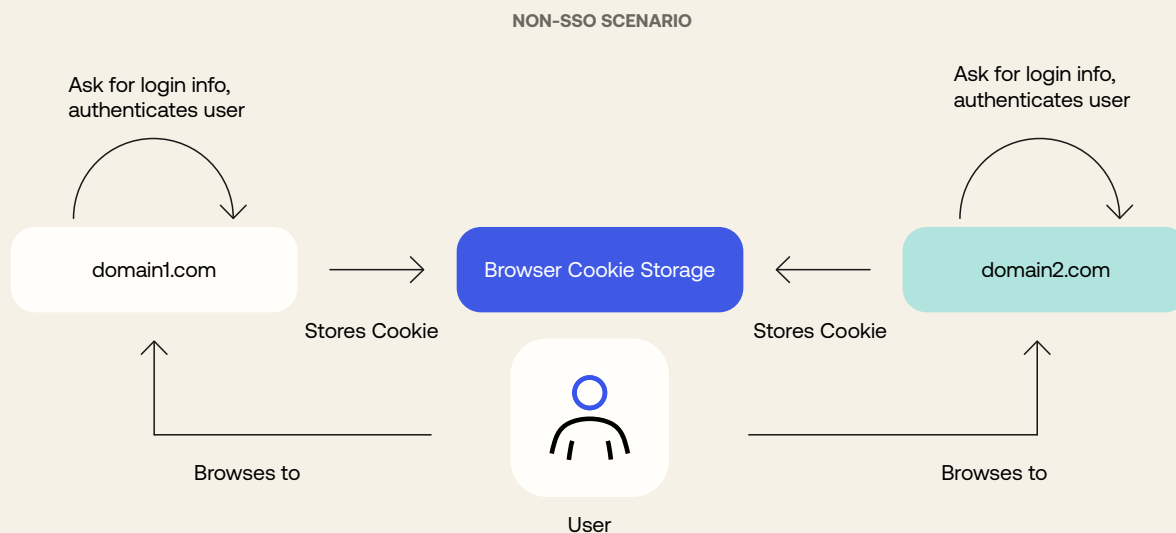 NON-SSO SCENARIO
Ask for login info,
authenticates user
Ask for login info,
authenticates user
domain1.com
Browser Cookie Storage
domain2.com
Stores Cookie
Stores Cookie
Browses to
Browses to
User